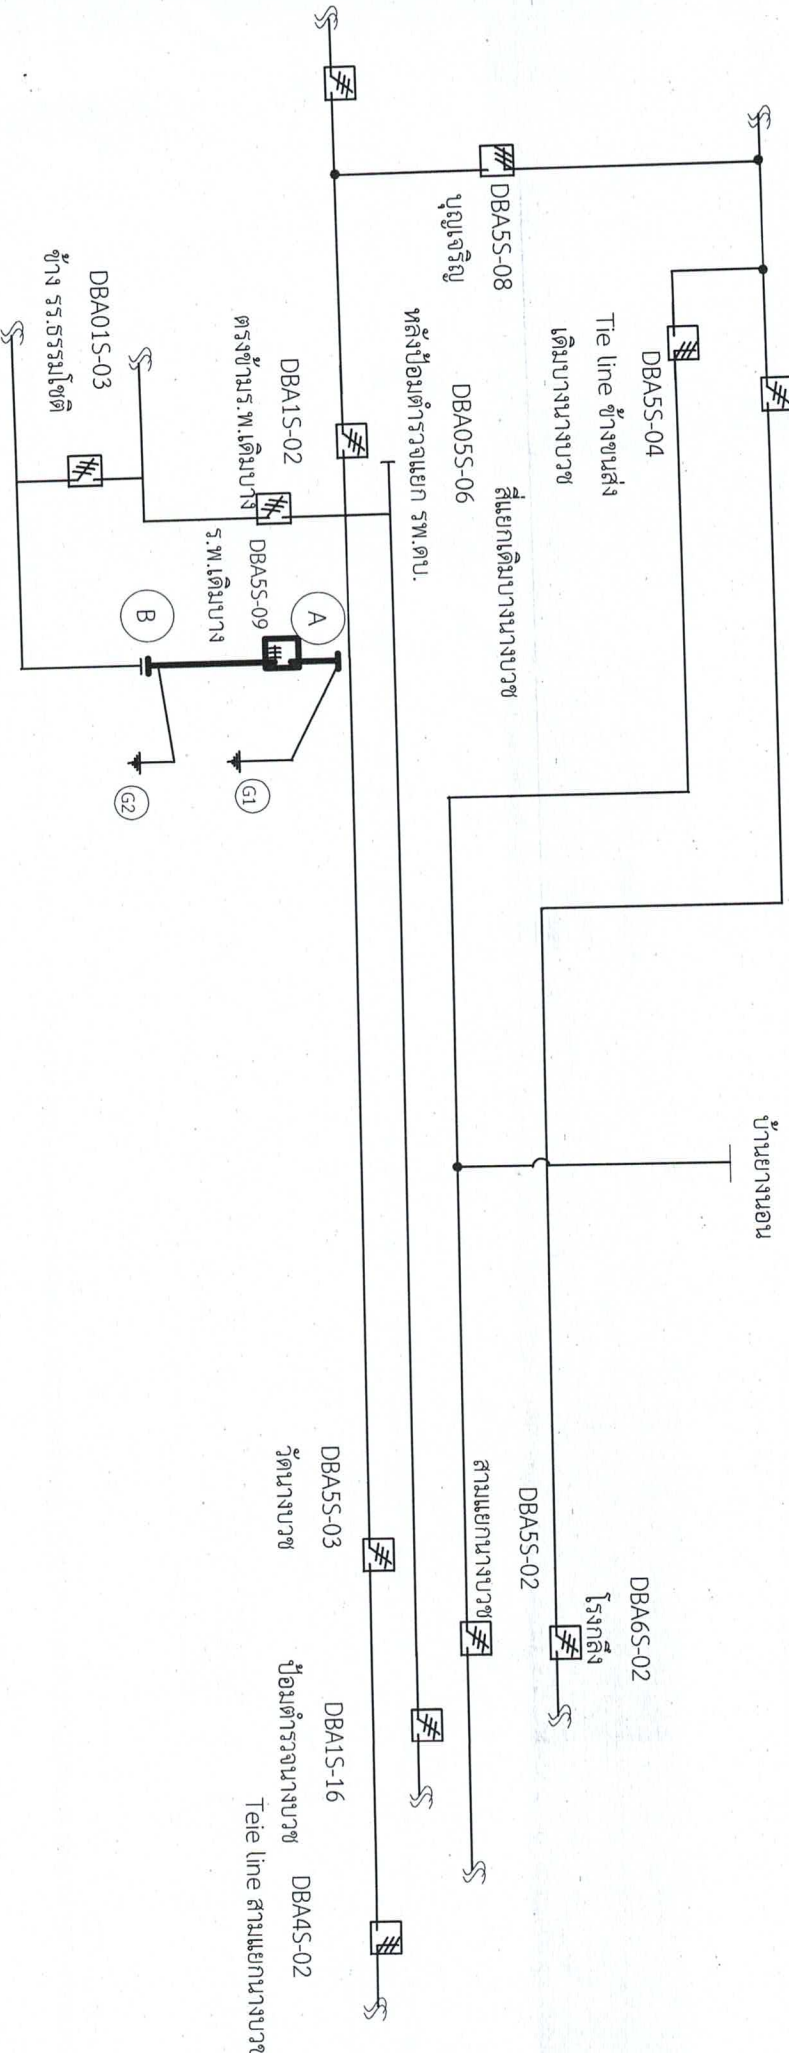 บ้านยางนอน
DBA6S-02
โรงกลึง
DBA5S-04
Tie line ข้างขนส่ง
เดิมบางนางบวช
DBA5S-02
สามแยกนางบวช
สี่แยกเดิมบางนางบวช
DBA5S-08
บุญเจริญ
DBA05S-06
หลังป้อมตำรวจแยก รพ.ดบ.
DBA5S-03
วัดนางบวช
DBA1S-16
ป้อมตำรวจนางบวช
DBA4S-02
Teie line สามแยกนางบวช
DBA1S-02
ตรงข้ามร.พ.เดิมบาง
DBA5S-09
ร.พ.เดิมบาง
A
B
G1
G2
DBA01S-03
ข้าง รร.ธรรมโชติ